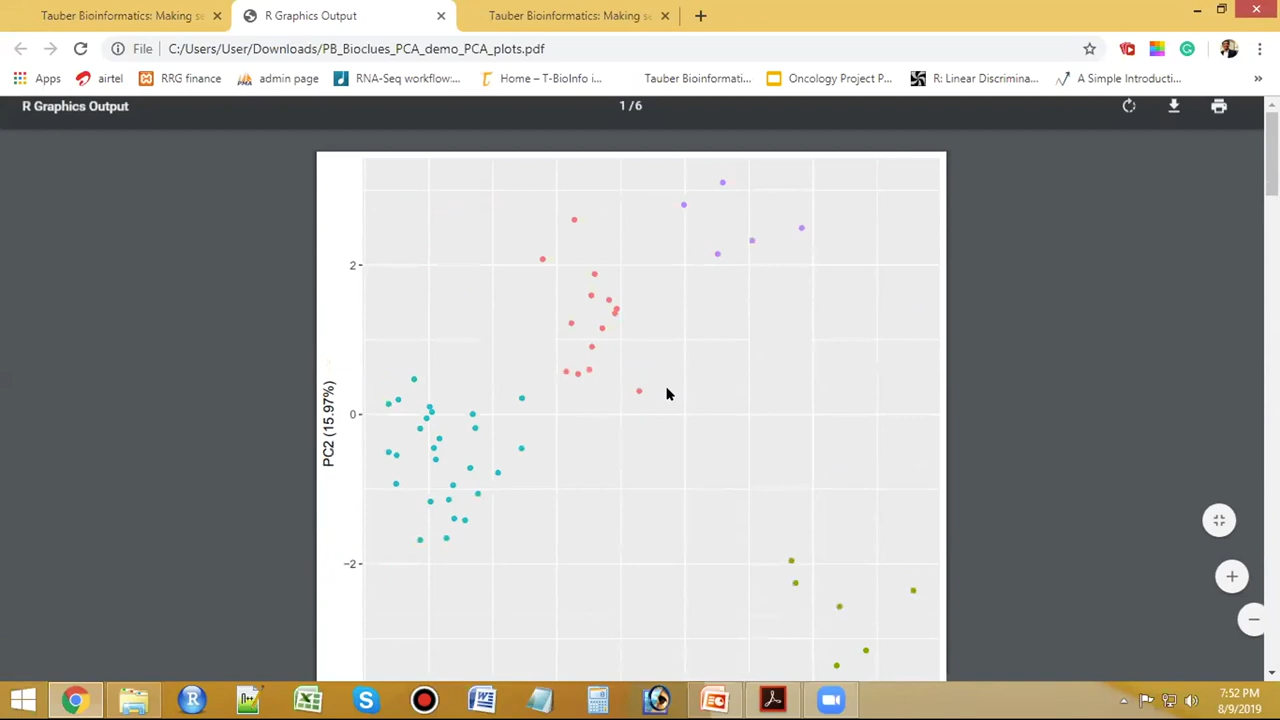 Tauber Bioinformatics: Making se
R Graphics Output
Tauber Bioinformatics: Making se
File
C:/Users/User/Downloads/PB_Bioclues_PCA_demo_PCA_plots.pdf
Apps
airtel
RRG finance
admin page
RNA-Seq workflow:...
Home – T-BioInfo i...
Tauber Bioinformati...
Oncology Project P...
R: Linear Discrimina...
A Simple Introducti...
»
R Graphics Output
1 / 6
2
0
−2
PC2 (15.97%)
7:52 PM
8/9/2019